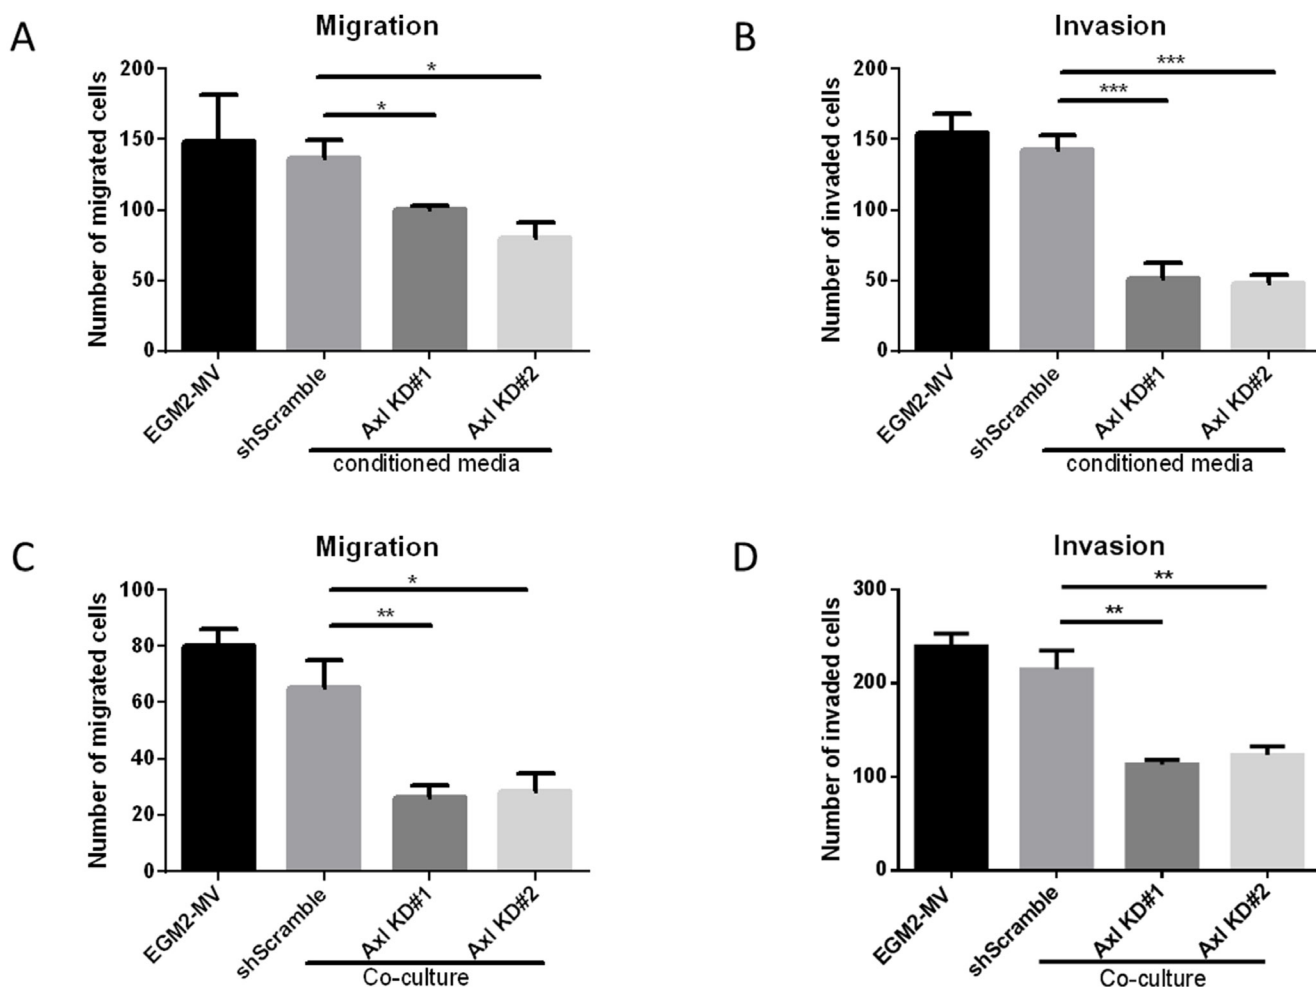 A
Migration
Number of migrated cells
200
150
100
50
0
*
*
EGM2-MV
shScramble
Axl KD#1
Axl KD#2
conditioned media
B
Invasion
Number of invaded cells
200
150
100
50
0
***
***
EGM2-MV
shScramble
Axl KD#1
Axl KD#2
conditioned media
C
Migration
Number of migrated cells
100
80
60
40
20
0
*
**
EGM2-MV
shScramble
Axl KD#1
Axl KD#2
Co-culture
D
Invasion
Number of invaded cells
300
200
100
0
**
**
EGM2-MV
shScramble
Axl KD#1
Axl KD#2
Co-culture